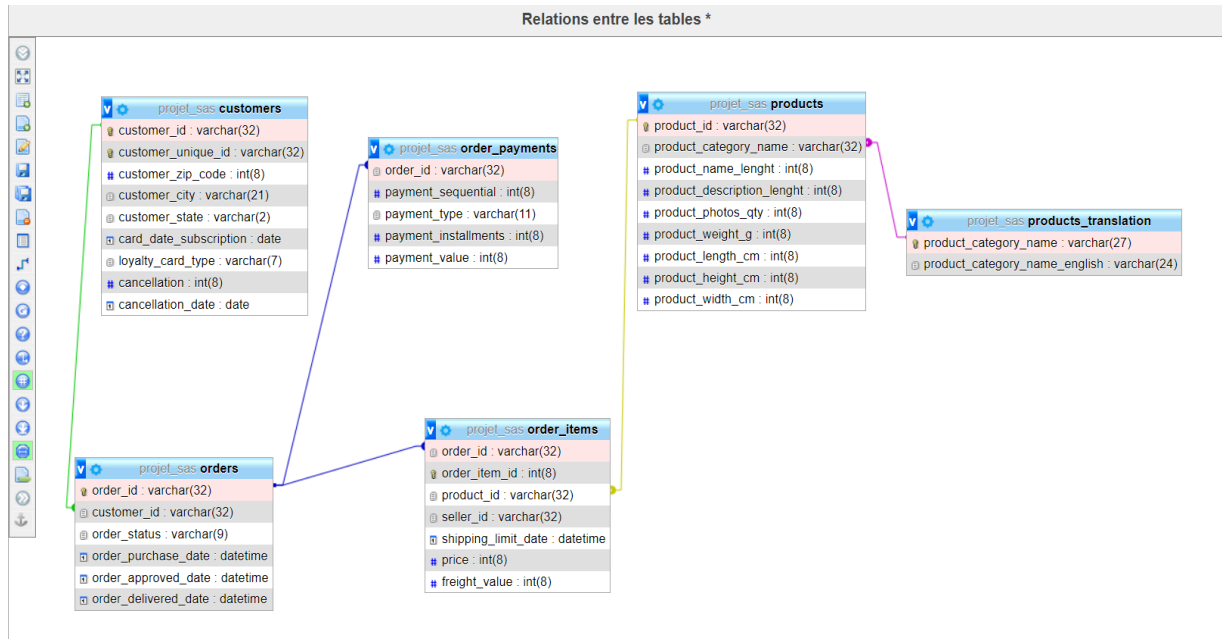 Relations entre les tables *
projet_sas customers
customer_id : varchar(32)
customer_unique_id : varchar(32)
customer_zip_code : int(8)
customer_city : varchar(21)
customer_state : varchar(2)
card_date_subscription : date
loyalty_card_type : varchar(7)
cancellation : int(8)
cancellation_date : date
projet_sas order_payments
order_id : varchar(32)
payment_sequential : int(8)
payment_type : varchar(11)
payment_installments : int(8)
payment_value : int(8)
projet_sas products
product_id : varchar(32)
product_category_name : varchar(32)
product_name_lenght : int(8)
product_description_lenght : int(8)
product_photos_qty : int(8)
product_weight_g : int(8)
product_length_cm : int(8)
product_height_cm : int(8)
product_width_cm : int(8)
projet_sas products_translation
product_category_name : varchar(27)
product_category_name_english : varchar(24)
projet_sas orders
order_id : varchar(32)
customer_id : varchar(32)
order_status : varchar(9)
order_purchase_date : datetime
order_approved_date : datetime
order_delivered_date : datetime
projet_sas order_items
order_id : varchar(32)
order_item_id : int(8)
product_id : varchar(32)
seller_id : varchar(32)
shipping_limit_date : datetime
price : int(8)
freight_value : int(8)